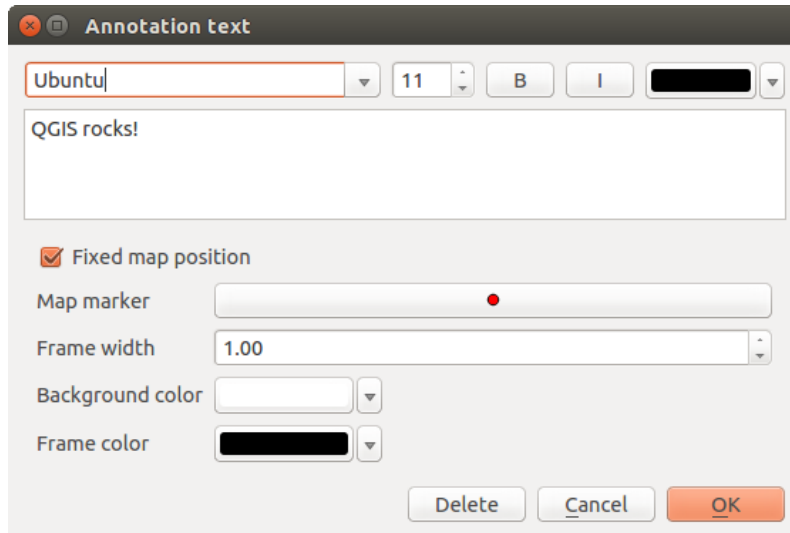 Annotation text
Ubuntu 11 B I
QGIS rocks!
Fixed map position
Map marker
Frame width 1.00
Background color
Frame color
Delete Cancel OK